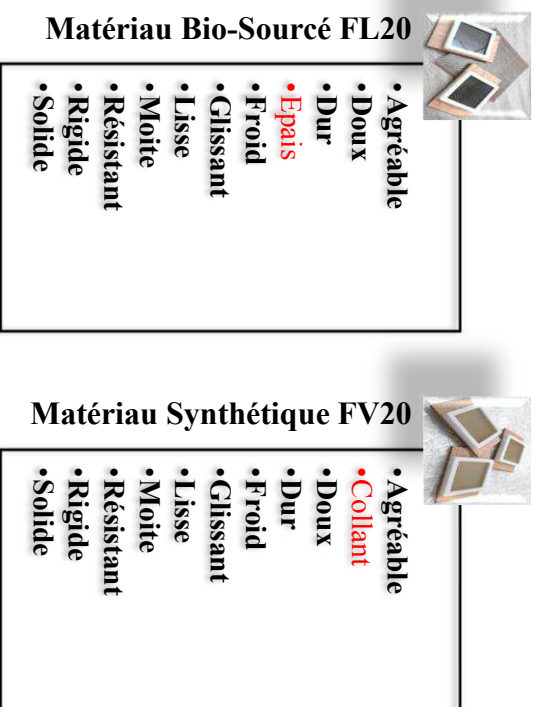 Matériau Bio-Sourcé FL20
•Agréable
•Doux
•Dur
•Epais
•Froid
•Glissant
•Lisse
•Moite
•Résistant
•Rigide
•Solide
Matériau Synthétique FV20
•Agréable
•Collant
•Doux
•Dur
•Froid
•Glissant
•Lisse
•Moite
•Résistant
•Rigide
•Solide